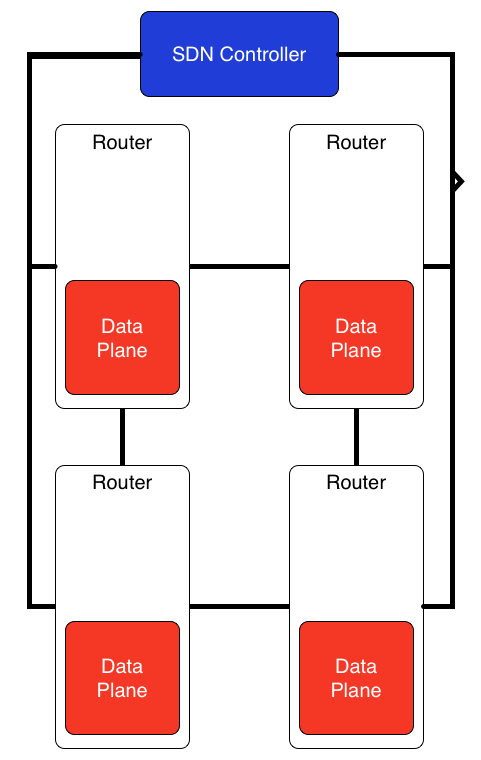 SDN Controller
Router
Router
Data
Plane
Data
Plane
Router
Router
Data
Plane
Data
Plane